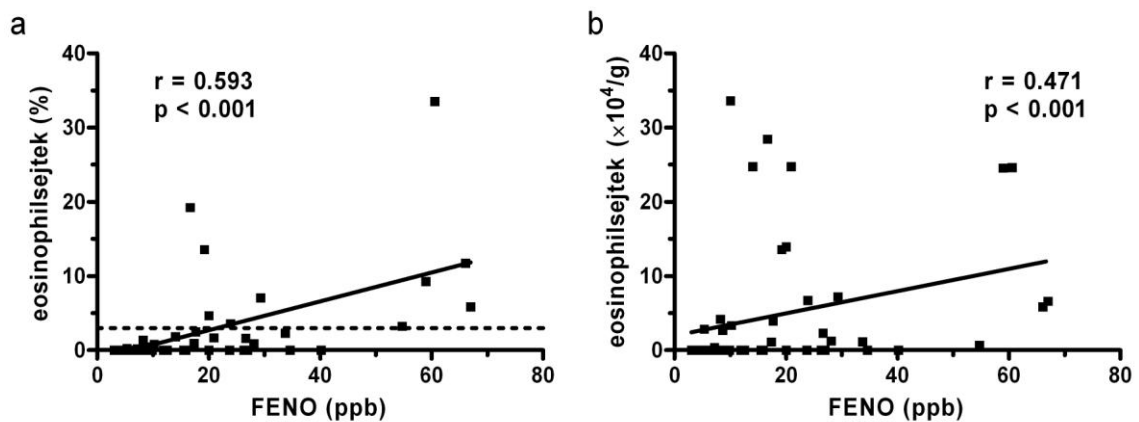 a
r = 0.593
p < 0.001
eosinophilsejtek (%)
40
30
20
10
0
0 20 40 60 80
FENO (ppb)
b
r = 0.471
p < 0.001
eosinophilsejtek (×10⁴/g)
40
30
20
10
0
0 20 40 60 80
FENO (ppb)